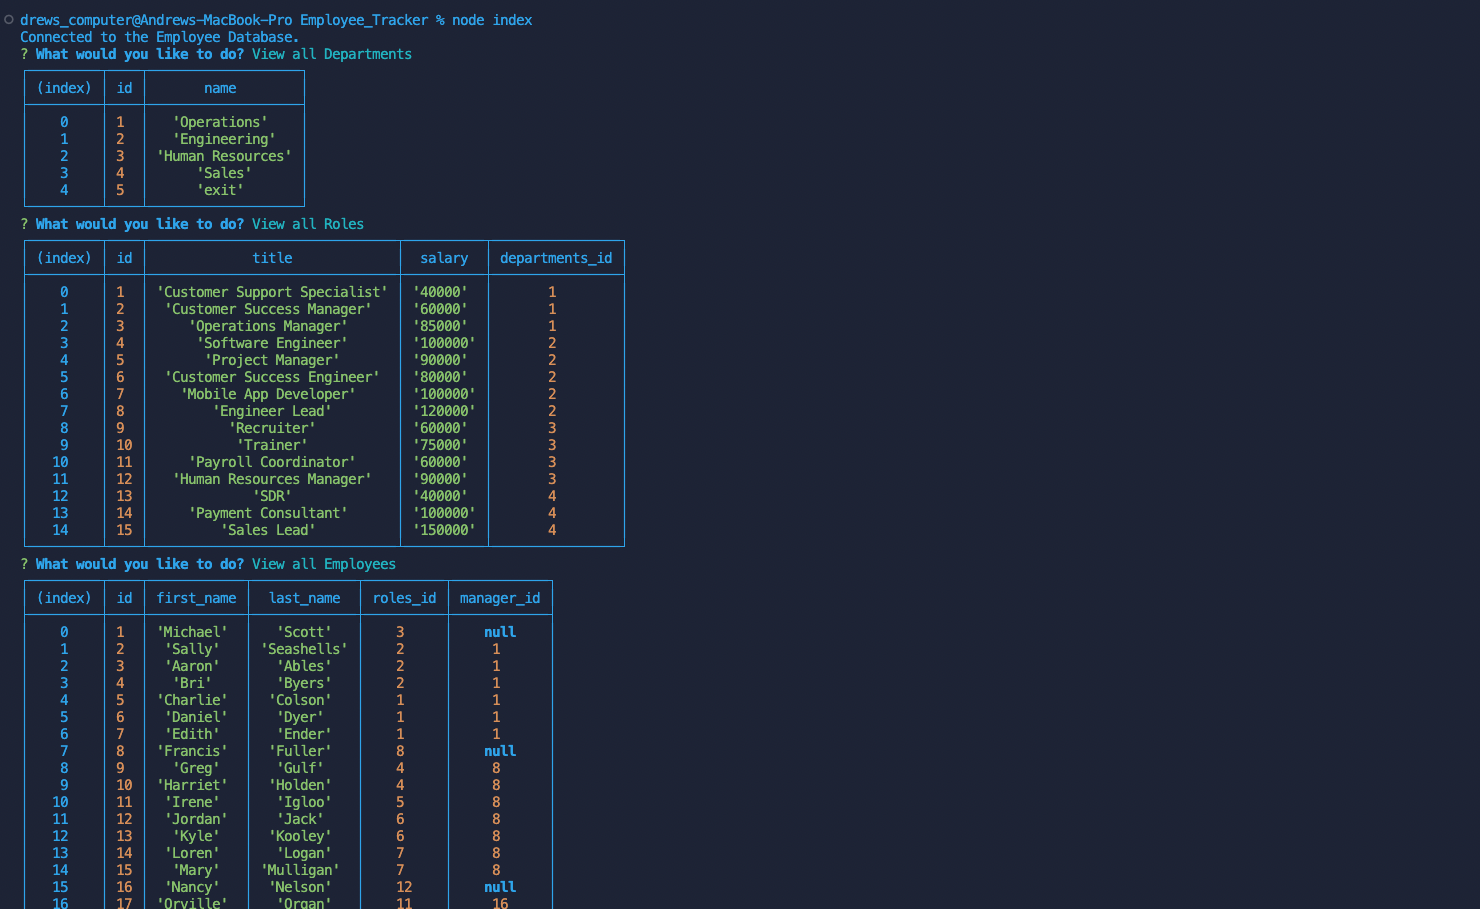 drews_computer@Andrews-MacBook-Pro Employee_Tracker % node index
Connected to the Employee Database.
? What would you like to do? View all Departments
(index) id name
0 1 'Operations'
1 2 'Engineering'
2 3 'Human Resources'
3 4 'Sales'
4 5 'exit'
? What would you like to do? View all Roles
(index) id title salary departments_id
0 1 'Customer Support Specialist' '40000' 1
1 2 'Customer Success Manager' '60000' 1
2 3 'Operations Manager' '85000' 1
3 4 'Software Engineer' '100000' 2
4 5 'Project Manager' '90000' 2
5 6 'Customer Success Engineer' '80000' 2
6 7 'Mobile App Developer' '100000' 2
7 8 'Engineer Lead' '120000' 2
8 9 'Recruiter' '60000' 3
9 10 'Trainer' '75000' 3
10 11 'Payroll Coordinator' '60000' 3
11 12 'Human Resources Manager' '90000' 3
12 13 'SDR' '40000' 4
13 14 'Payment Consultant' '100000' 4
14 15 'Sales Lead' '150000' 4
? What would you like to do? View all Employees
(index) id first_name last_name roles_id manager_id
0 1 'Michael' 'Scott' 3 null
1 2 'Sally' 'Seashells' 2 1
2 3 'Aaron' 'Ables' 2 1
3 4 'Bri' 'Byers' 2 1
4 5 'Charlie' 'Colson' 1 1
5 6 'Daniel' 'Dyer' 1 1
6 7 'Edith' 'Ender' 1 1
7 8 'Francis' 'Fuller' 8 null
8 9 'Greg' 'Gulf' 4 8
9 10 'Harriet' 'Holden' 4 8
10 11 'Irene' 'Igloo' 5 8
11 12 'Jordan' 'Jack' 6 8
12 13 'Kyle' 'Kooley' 6 8
13 14 'Loren' 'Logan' 7 8
14 15 'Mary' 'Mulligan' 7 8
15 16 'Nancy' 'Nelson' 12 null
16 17 'Orville' 'Organ' 11 16